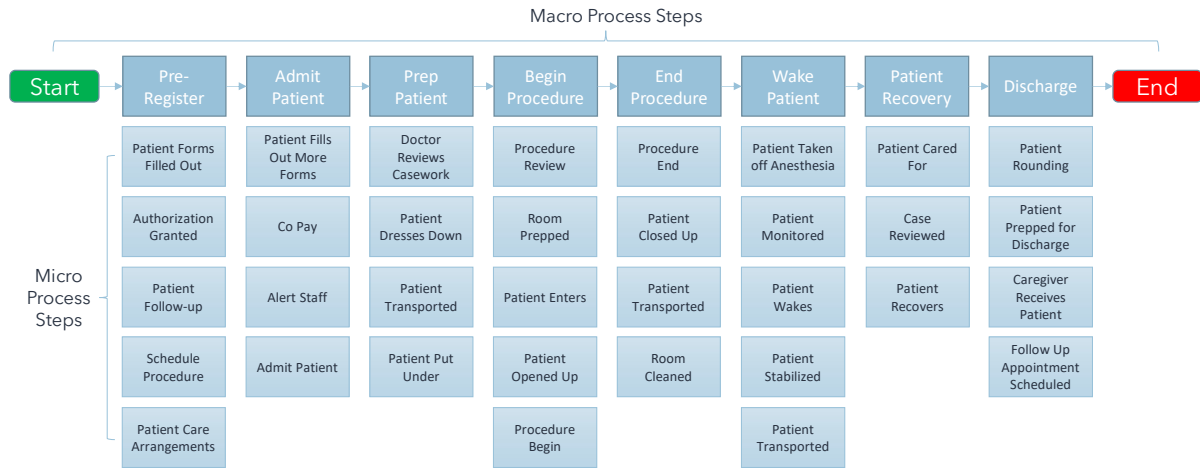 Macro Process Steps
Start
Pre-
Register
Admit
Patient
Prep
Patient
Begin
Procedure
End
Procedure
Wake
Patient
Patient
Recovery
Discharge
End
Micro
Process
Steps
Patient Forms
Filled Out
Patient Fills
Out More
Forms
Doctor
Reviews
Casework
Procedure
Review
Procedure
End
Patient Taken
off Anesthesia
Patient Cared
For
Patient
Rounding
Authorization
Granted
Co Pay
Patient
Dresses Down
Room
Prepped
Patient
Closed Up
Patient
Monitored
Case
Reviewed
Patient
Prepped for
Discharge
Patient
Follow-up
Alert Staff
Patient
Transported
Patient Enters
Patient
Transported
Patient
Wakes
Patient
Recovers
Caregiver
Receives
Patient
Schedule
Procedure
Admit Patient
Patient Put
Under
Patient
Opened Up
Room
Cleaned
Patient
Stabilized
Follow Up
Appointment
Scheduled
Patient Care
Arrangements
Procedure
Begin
Patient
Transported